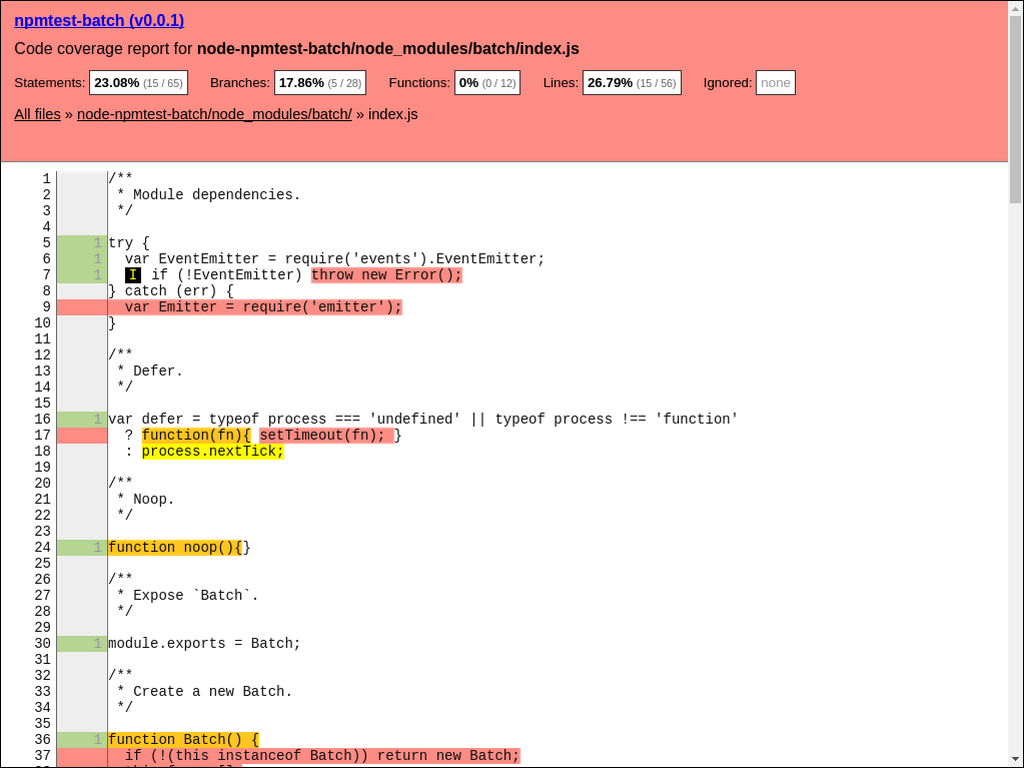 npmtest-batch (v0.0.1)
Code coverage report for node-npmtest-batch/node_modules/batch/index.js
Statements: 23.08% (15 / 65) Branches: 17.86% (5 / 28) Functions: 0% (0 / 12) Lines: 26.79% (15 / 56) Ignored: none
All files » node-npmtest-batch/node_modules/batch/ » index.js
1 /**
2  * Module dependencies.
3  */
4
5 1 try {
6 1   var EventEmitter = require('events').EventEmitter;
7 1   I if (!EventEmitter) throw new Error();
8 } catch (err) {
9   var Emitter = require('emitter');
10 }
11
12 /**
13  * Defer.
14  */
15
16 1 var defer = typeof process === 'undefined' || typeof process !== 'function'
17   ? function(fn){ setTimeout(fn); }
18   : process.nextTick;
19
20 /**
21  * Noop.
22  */
23
24 1 function noop(){}
25
26 /**
27  * Expose `Batch`.
28  */
29
30 1 module.exports = Batch;
31
32 /**
33  * Create a new Batch.
34  */
35
36 1 function Batch() {
37   if (!(this instanceof Batch)) return new Batch;